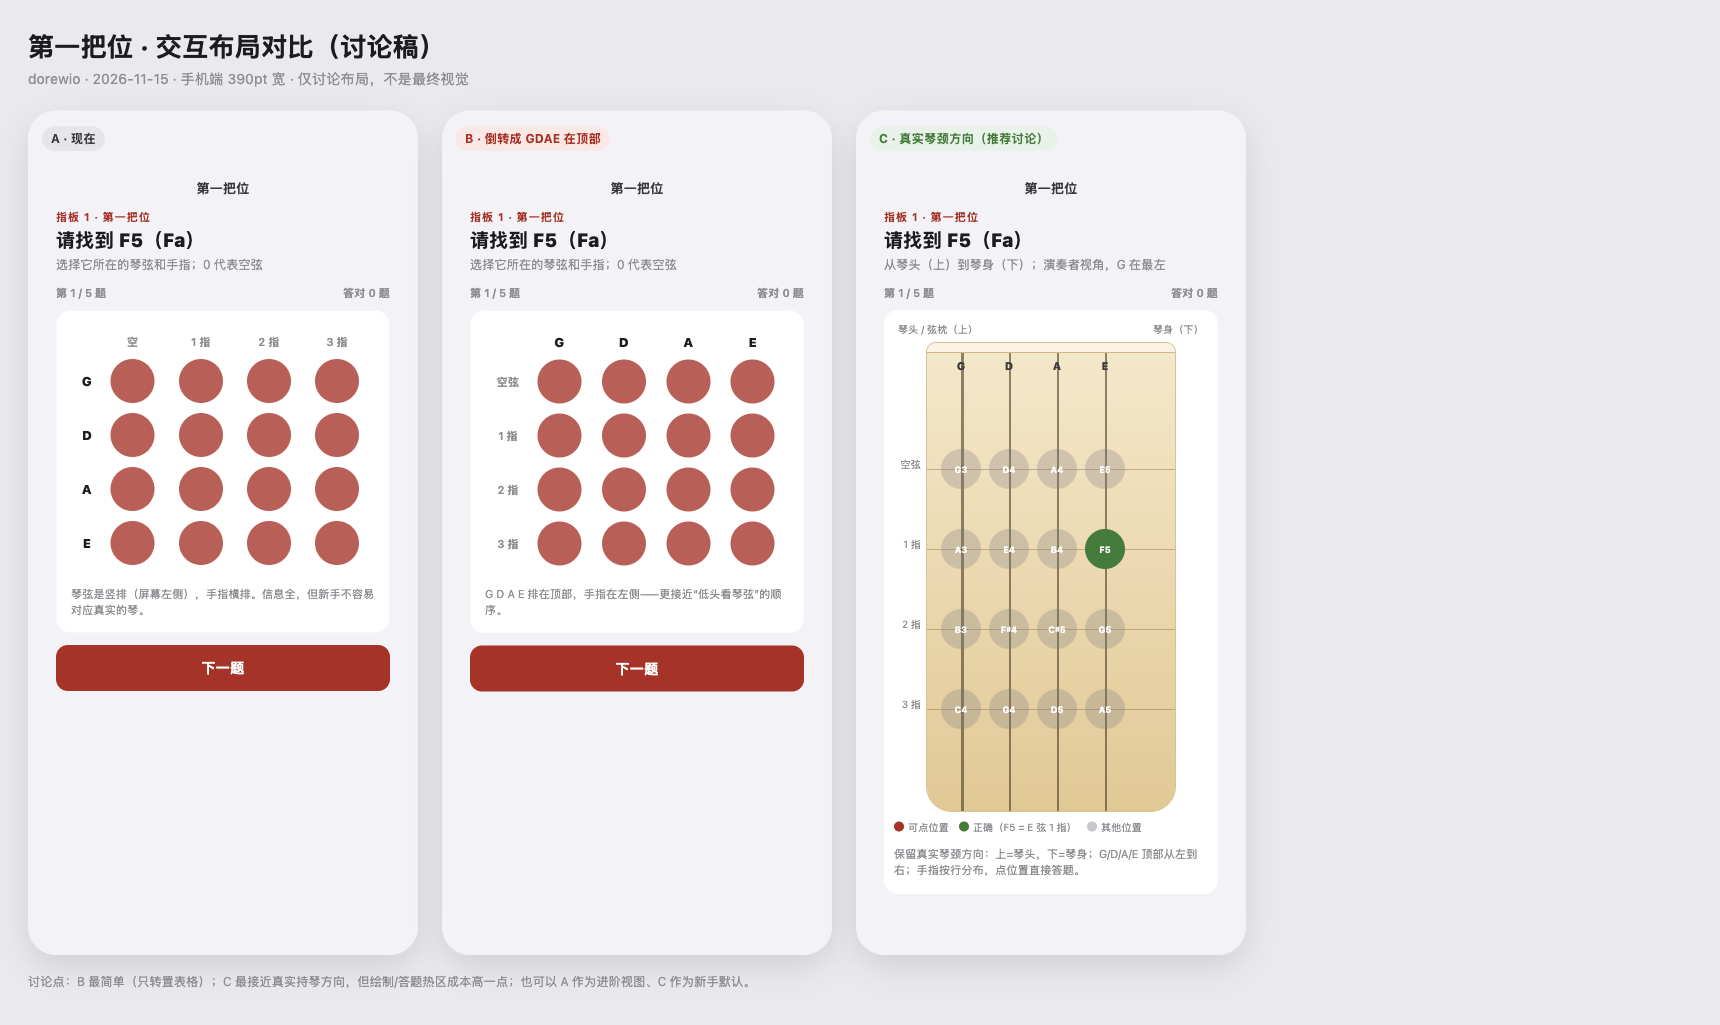 第一把位 · 交互布局对比（讨论稿）
dorewio · 2026-11-15 · 手机端 390pt 宽 · 仅讨论布局，不是最终视觉
A · 现在
第一把位
指板 1 · 第一把位
请找到 F5（Fa）
选择它所在的琴弦和手指；0 代表空弦
第 1 / 5 题 答对 0 题
空 1 指 2 指 3 指
G
D
A
E
琴弦是竖排（屏幕左侧），手指横排。信息全，但新手不容易
对应真实的琴。
下一题
B · 倒转成 GDAE 在顶部
第一把位
指板 1 · 第一把位
请找到 F5（Fa）
选择它所在的琴弦和手指；0 代表空弦
第 1 / 5 题 答对 0 题
G D A E
空弦
1 指
2 指
3 指
G D A E 排在顶部，手指在左侧——更接近“低头看琴弦”的顺
序。
下一题
C · 真实琴颈方向（推荐讨论）
第一把位
指板 1 · 第一把位
请找到 F5（Fa）
从琴头（上）到琴身（下）；演奏者视角，G 在最左
第 1 / 5 题 答对 0 题
琴头 / 弦枕（上） 琴身（下）
G D A E
空弦 G3 D4 A4 E5
1 指 A3 E4 B4 F5
2 指 B3 F#4 C#5 G5
3 指 C4 G4 D5 A5
可点位置 正确（F5 = E 弦 1 指） 其他位置
保留真实琴颈方向：上=琴头，下=琴身；G/D/A/E 顶部从左到
右；手指按行分布，点位置直接答题。
讨论点：B 最简单（只转置表格）；C 最接近真实持琴方向，但绘制/答题热区成本高一点；也可以 A 作为进阶视图、C 作为新手默认。